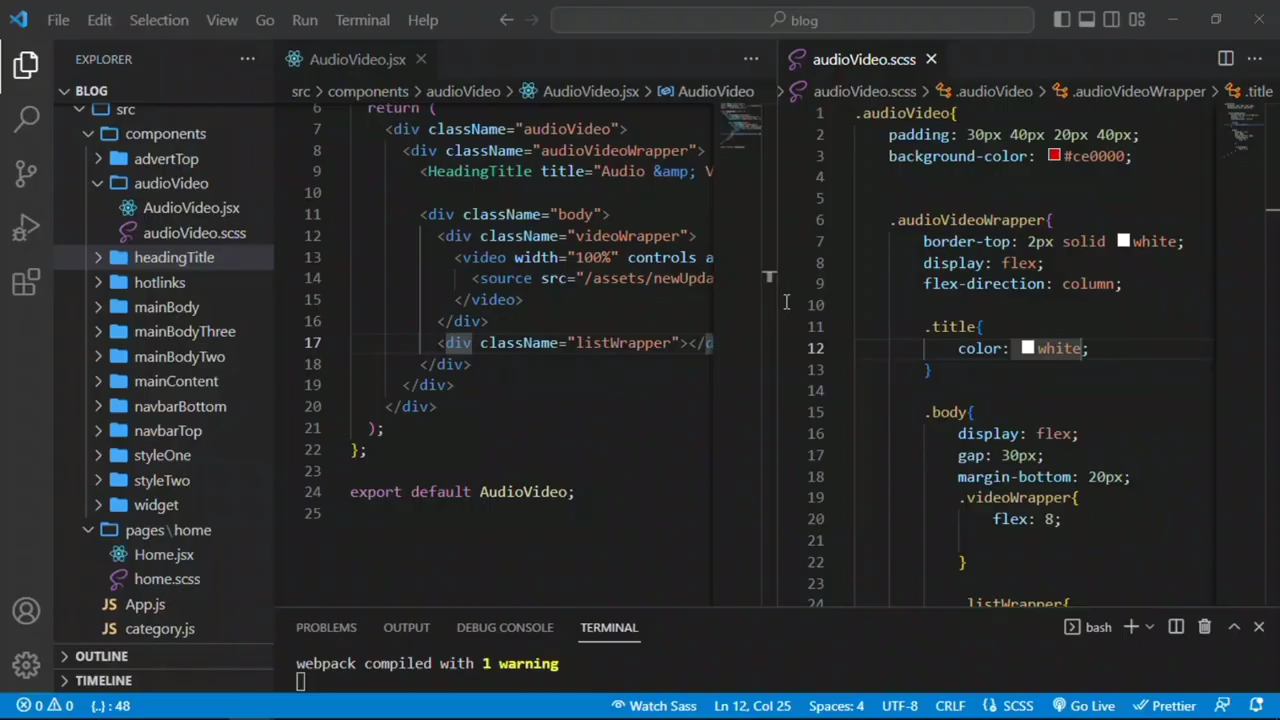 File Edit Selection View Go Run Terminal Help
blog
EXPLORER
BLOG
src
components
advertTop
audioVideo
AudioVideo.jsx
audioVideo.scss
headingTitle
hotlinks
mainBody
mainBodyThree
mainBodyTwo
mainContent
navbarBottom
navbarTop
styleOne
styleTwo
widget
pages\home
Home.jsx
home.scss
App.js
category.js
OUTLINE
TIMELINE
AudioVideo.jsx
src > components > audioVideo > AudioVideo.jsx > AudioVideo
6 return (
7 <div className="audioVideo">
8 <div className="audioVideoWrapper">
9 <HeadingTitle title="Audio &amp; V
10
11 <div className="body">
12 <div className="videoWrapper">
13 <video width="100%" controls a
14 <source src="/assets/newUpda
15 </video>
16 </div>
17 <div className="listWrapper"></d
18 </div>
19 </div>
20 </div>
21 );
22 };
23
24 export default AudioVideo;
25
audioVideo.scss
audioVideo.scss > .audioVideo > .audioVideoWrapper > .title
1 .audioVideo{
2 padding: 30px 40px 20px 40px;
3 background-color: #ce0000;
4
5
6 .audioVideoWrapper{
7 border-top: 2px solid white;
8 display: flex;
9 flex-direction: column;
10
11 .title{
12 color: white;
13 }
14
15 .body{
16 display: flex;
17 gap: 30px;
18 margin-bottom: 20px;
19 .videoWrapper{
20 flex: 8;
21
22 }
23
24 .listWrapper{
PROBLEMS OUTPUT DEBUG CONSOLE TERMINAL
bash
webpack compiled with 1 warning
0 0 {..} : 48
Watch Sass Ln 12, Col 25 Spaces: 4 UTF-8 CRLF SCSS Go Live Prettier